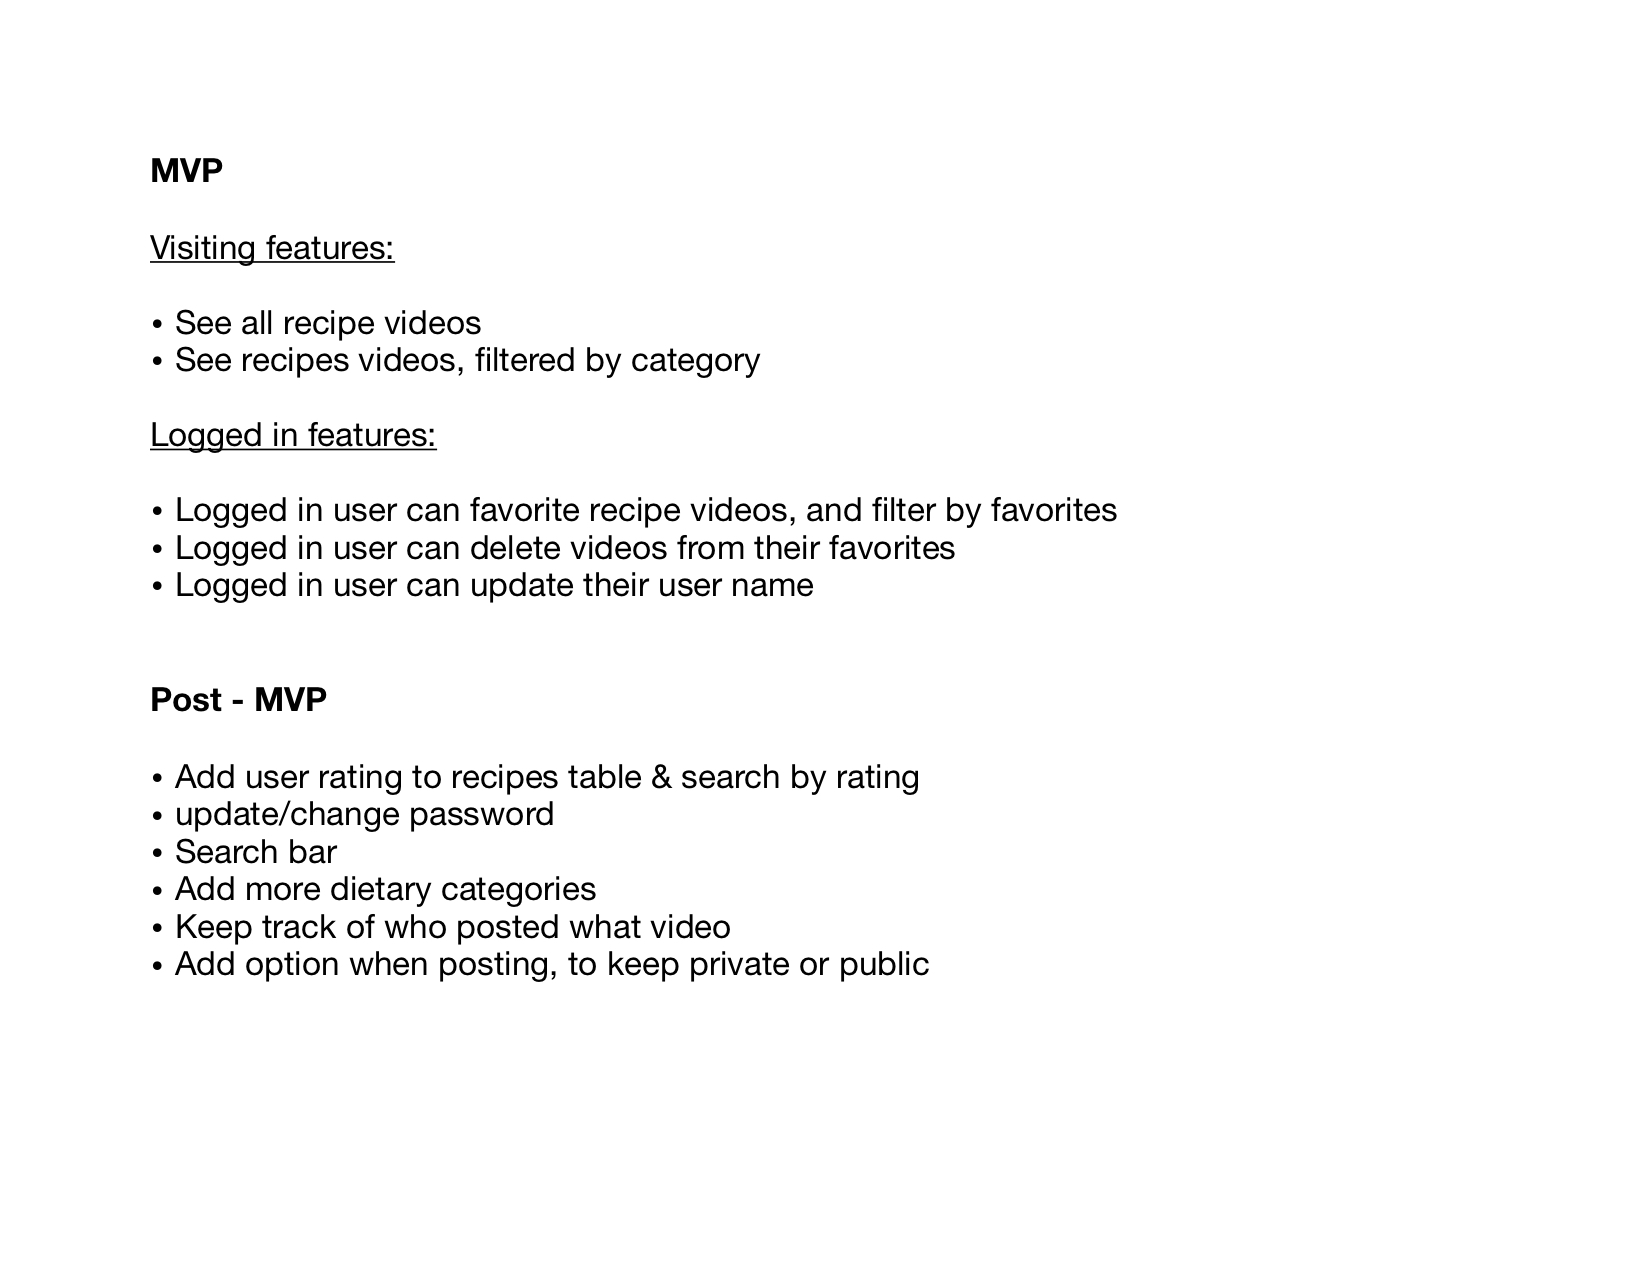 MVP
Visiting features:
• See all recipe videos
• See recipes videos, filtered by category
Logged in features:
• Logged in user can favorite recipe videos, and filter by favorites
• Logged in user can delete videos from their favorites
• Logged in user can update their user name
Post - MVP
• Add user rating to recipes table & search by rating
• update/change password
• Search bar
• Add more dietary categories
• Keep track of who posted what video
• Add option when posting, to keep private or public